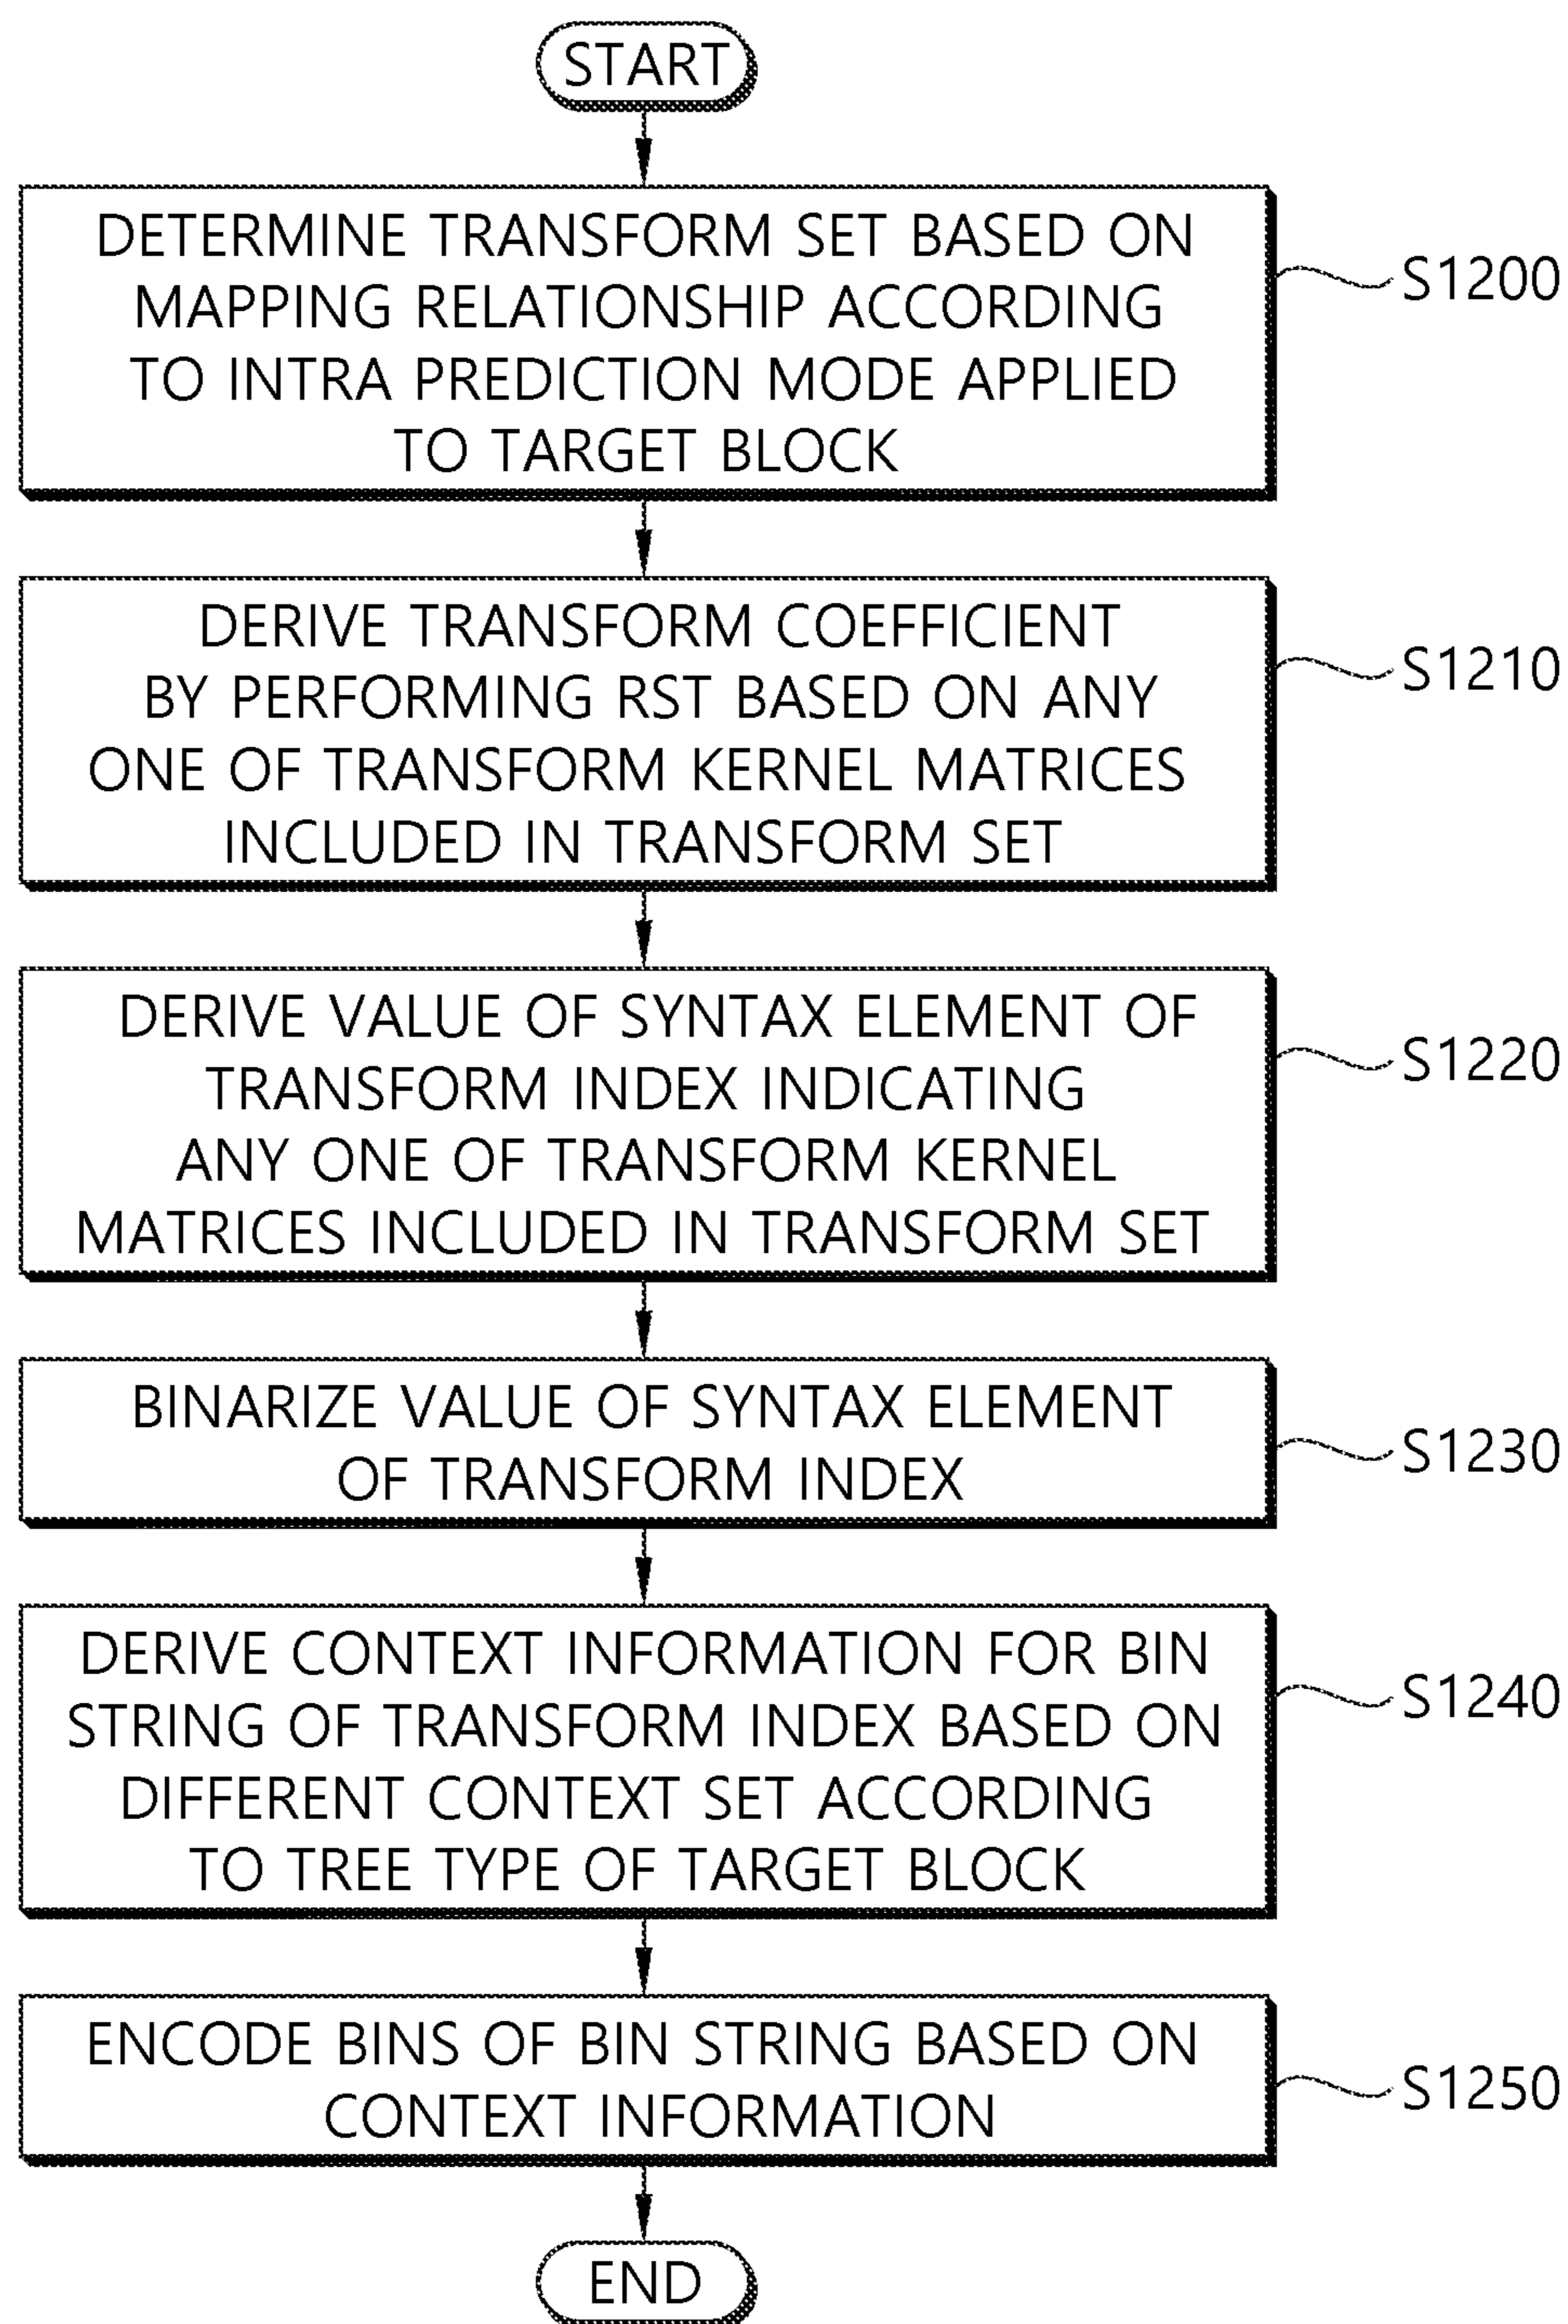 START
DETERMINE TRANSFORM SET BASED ON
MAPPING RELATIONSHIP ACCORDING
TO INTRA PREDICTION MODE APPLIED
TO TARGET BLOCK
S1200
DERIVE TRANSFORM COEFFICIENT
BY PERFORMING RST BASED ON ANY
ONE OF TRANSFORM KERNEL MATRICES
INCLUDED IN TRANSFORM SET
S1210
DERIVE VALUE OF SYNTAX ELEMENT OF
TRANSFORM INDEX INDICATING
ANY ONE OF TRANSFORM KERNEL
MATRICES INCLUDED IN TRANSFORM SET
S1220
BINARIZE VALUE OF SYNTAX ELEMENT
OF TRANSFORM INDEX
S1230
DERIVE CONTEXT INFORMATION FOR BIN
STRING OF TRANSFORM INDEX BASED ON
DIFFERENT CONTEXT SET ACCORDING
TO TREE TYPE OF TARGET BLOCK
S1240
ENCODE BINS OF BIN STRING BASED ON
CONTEXT INFORMATION
S1250
END